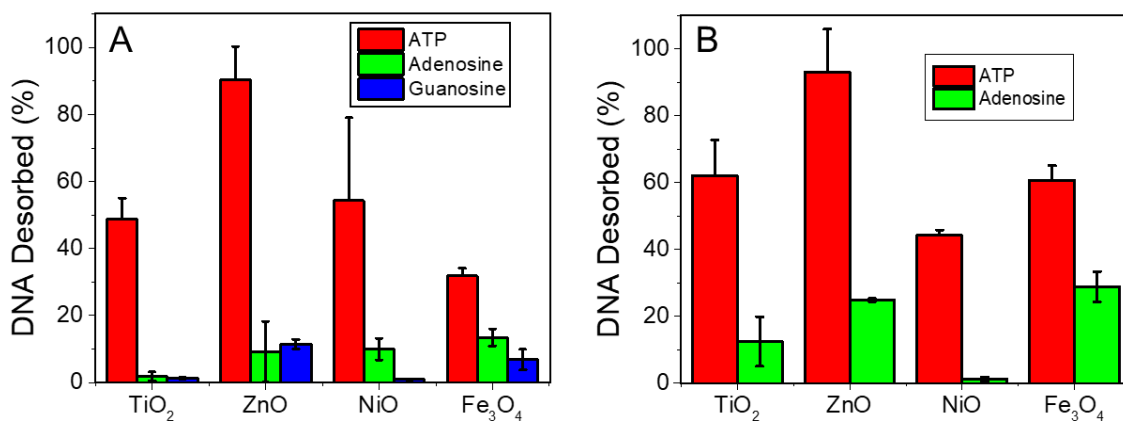 A
ATP
Adenosine
Guanosine
DNA Desorbed (%)
100
80
60
40
20
0
TiO₂ ZnO NiO Fe₃O₄
B
ATP
Adenosine
DNA Desorbed (%)
100
80
60
40
20
0
TiO₂ ZnO NiO Fe₃O₄